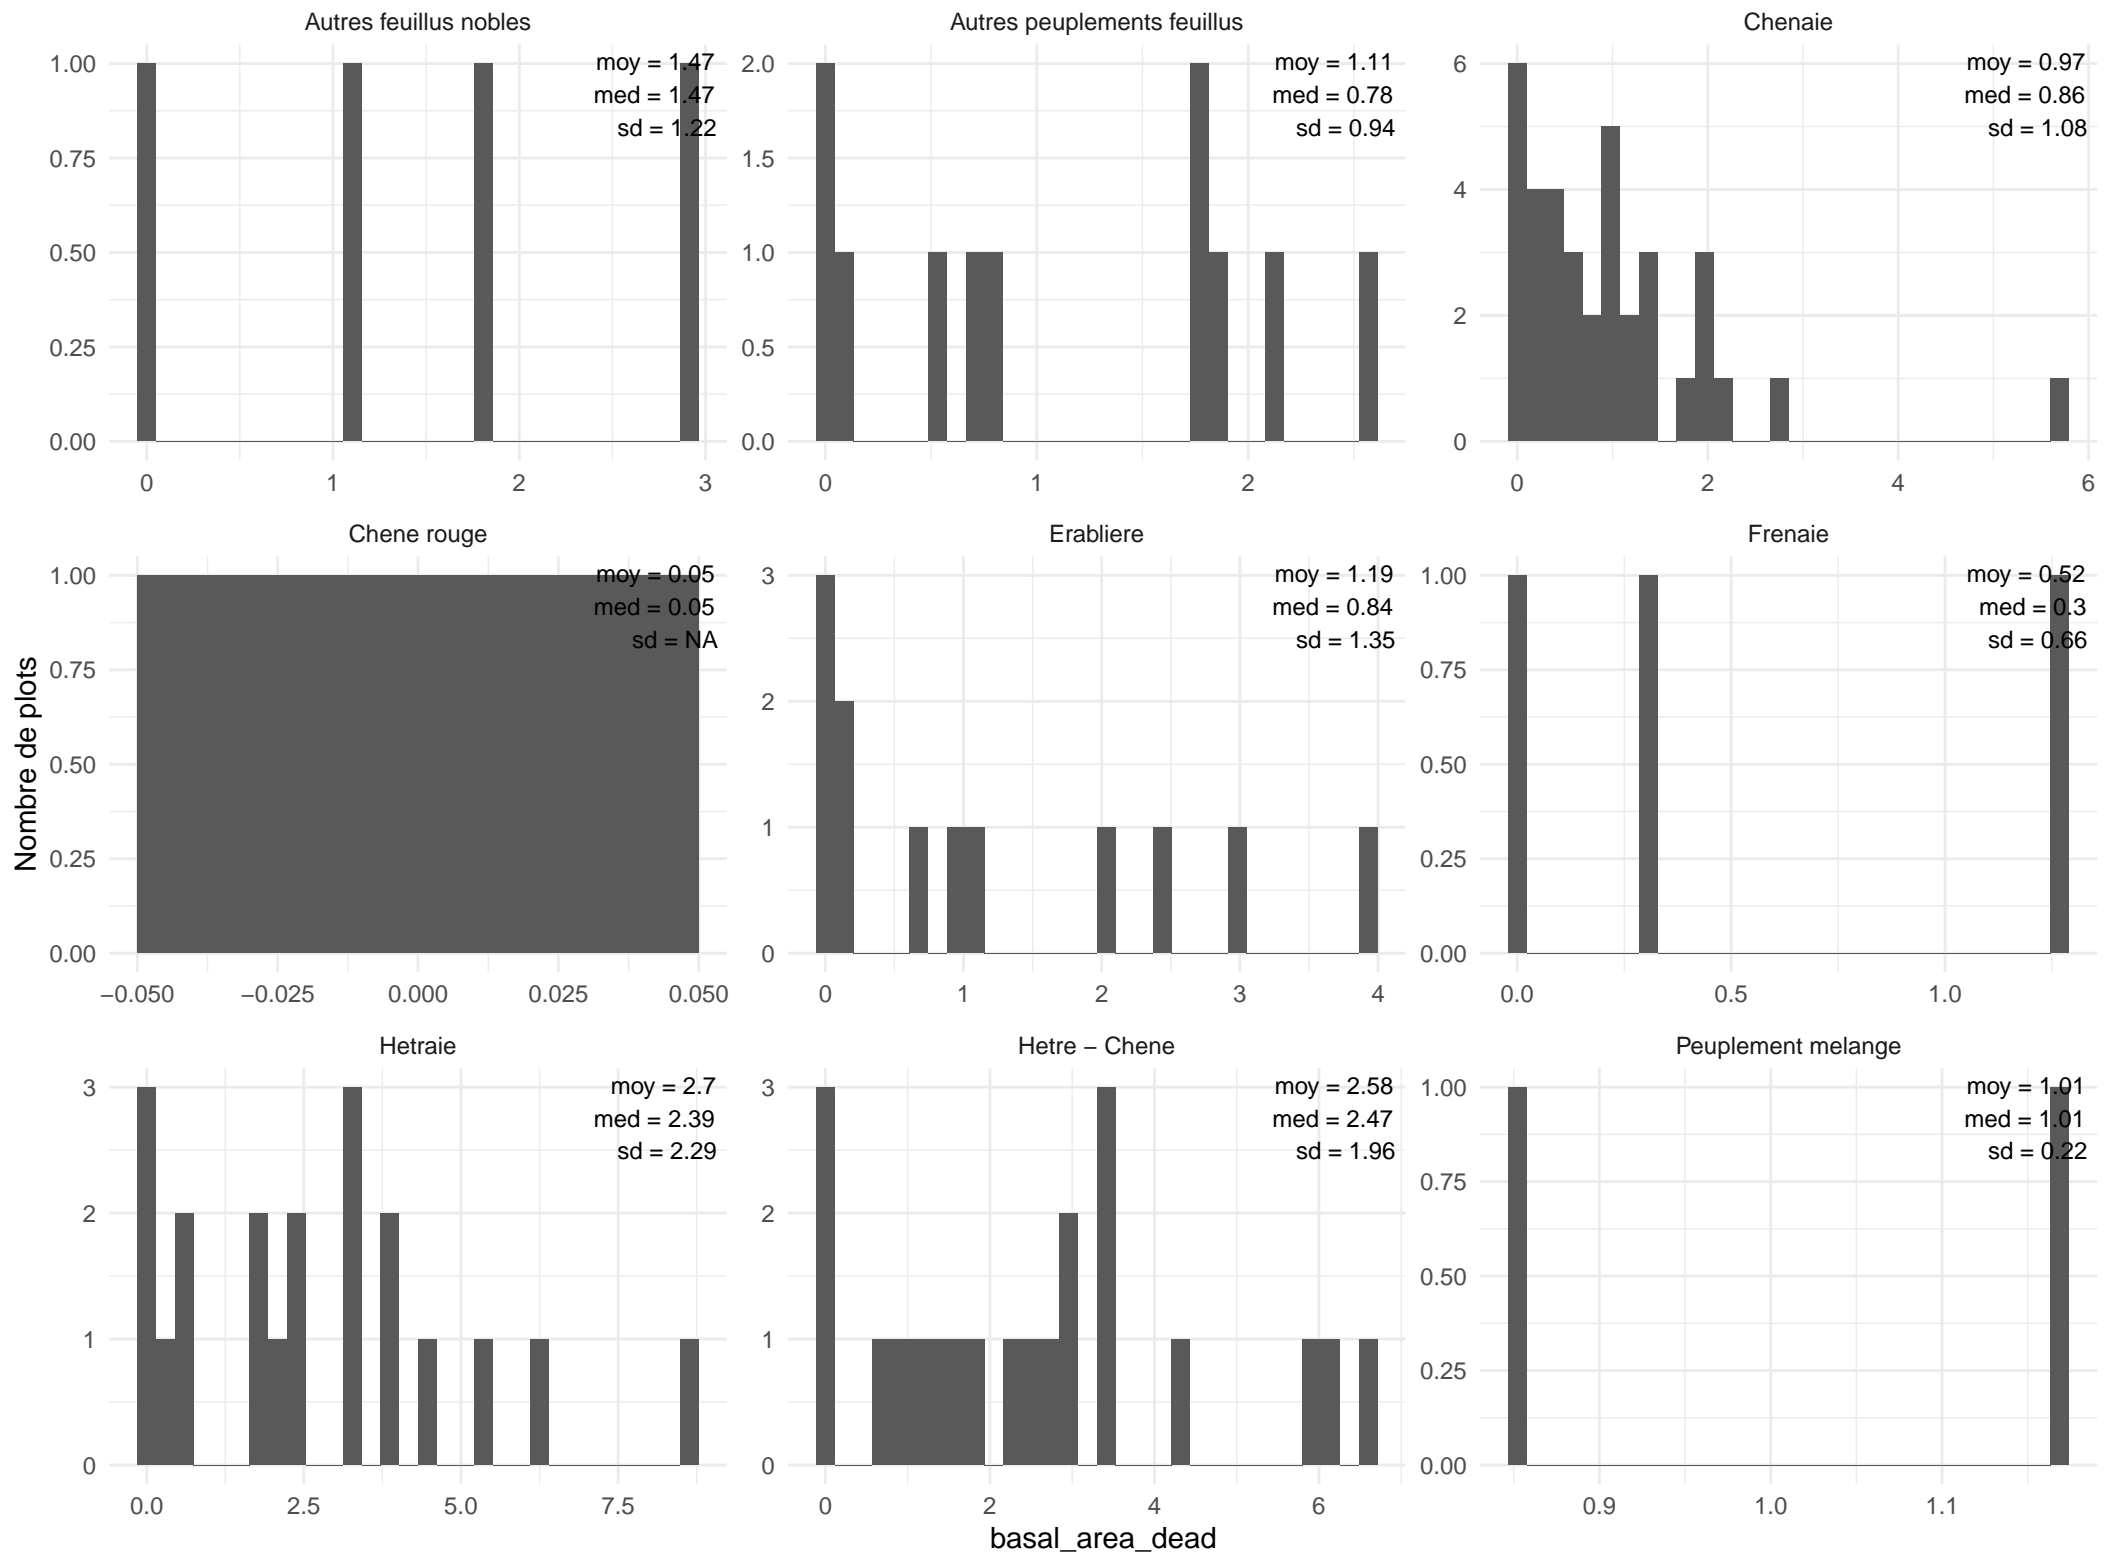 Autres feuillus nobles
moy = 1.47
med = 1.47
sd = 1.22
1.00
0.75
0.50
0.25
0.00
0 1 2 3
Autres peuplements feuillus
moy = 1.11
med = 0.78
sd = 0.94
2.0
1.5
1.0
0.5
0.0
0 1 2
Chenaie
moy = 0.97
med = 0.86
sd = 1.08
6
4
2
0
0 2 4 6
Nombre de plots
Chene rouge
moy = 0.05
med = 0.05
sd = NA
1.00
0.75
0.50
0.25
0.00
−0.050 −0.025 0.000 0.025 0.050
Erabliere
moy = 1.19
med = 0.84
sd = 1.35
3
2
1
0
0 1 2 3 4
Frenaie
moy = 0.52
med = 0.3
sd = 0.66
1.00
0.75
0.50
0.25
0.00
0.0 0.5 1.0
Hetraie
moy = 2.7
med = 2.39
sd = 2.29
3
2
1
0
0.0 2.5 5.0 7.5
Hetre − Chene
moy = 2.58
med = 2.47
sd = 1.96
3
2
1
0
0 2 4 6
Peuplement melange
moy = 1.01
med = 1.01
sd = 0.22
1.00
0.75
0.50
0.25
0.00
0.9 1.0 1.1
basal_area_dead